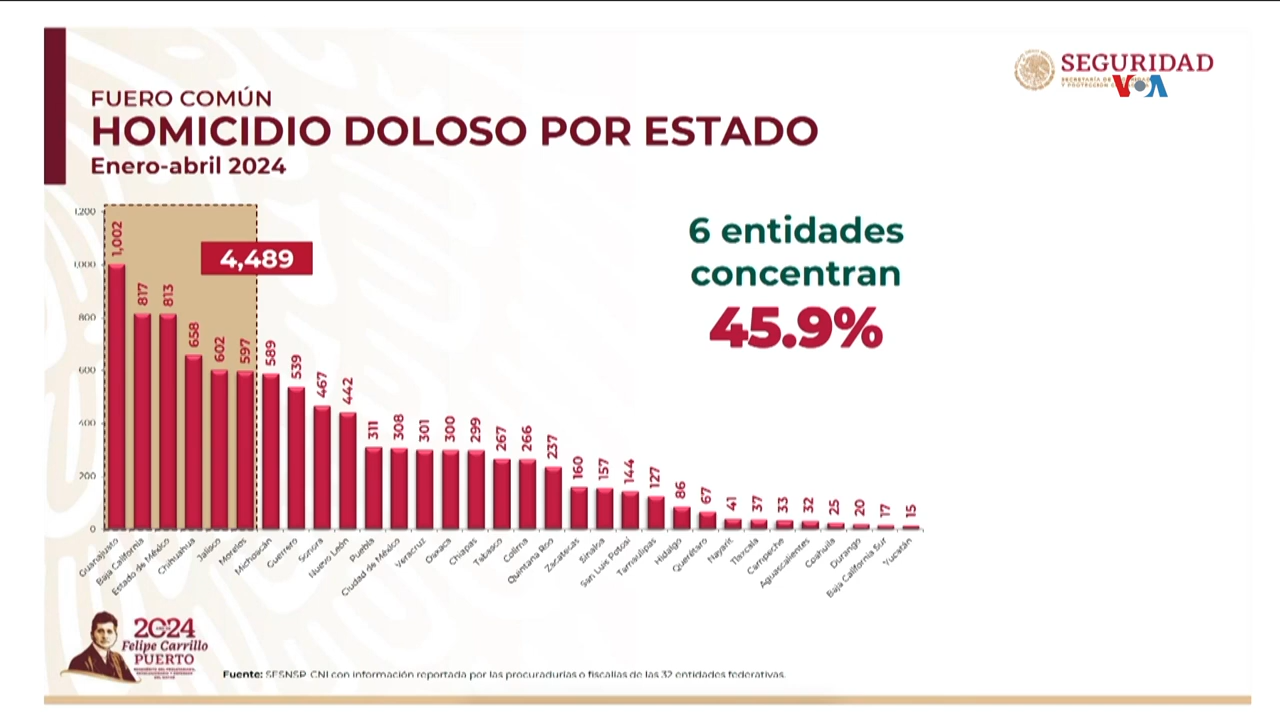 SEGURIDAD
SECRETARÍA DE
Y PROTECCIÓN
VOA
FUERO COMÚN
HOMICIDIO DOLOSO POR ESTADO
Enero-abril 2024
6 entidades
concentran
45.9%
4,489
1,200
1,000
800
600
400
200
0
1,002
817
813
658
602
597
589
539
467
442
311
308
301
300
299
267
266
237
160
157
144
127
86
67
41
37
33
32
25
20
17
15
Guanajuato
Baja California
Estado de México
Chihuahua
Jalisco
Morelos
Michoacán
Guerrero
Sonora
Nuevo León
Puebla
Ciudad de México
Veracruz
Oaxaca
Chiapas
Tabasco
Colima
Quintana Roo
Zacatecas
Sinaloa
San Luis Potosí
Tamaulipas
Hidalgo
Querétaro
Nayarit
Tlaxcala
Campeche
Aguascalientes
Coahuila
Durango
Baja California Sur
Yucatán
2024
Felipe Carrillo
PUERTO
Fuente: SESNSP-CNI con información reportada por las procuradurías o fiscalías de las 32 entidades federativas.